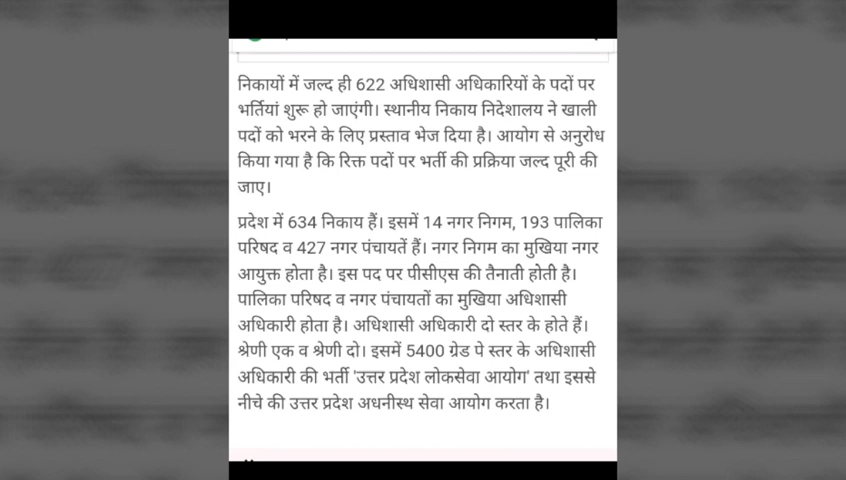 निकायों में जल्द ही 622 अधिशासी अधिकारियों के पदों पर
भर्तियां शुरू हो जाएंगी। स्थानीय निकाय निदेशालय ने खाली
पदों को भरने के लिए प्रस्ताव भेज दिया है। आयोग से अनुरोध
किया गया है कि रिक्त पदों पर भर्ती की प्रक्रिया जल्द पूरी की
जाए।
प्रदेश में 634 निकाय हैं। इसमें 14 नगर निगम, 193 पालिका
परिषद व 427 नगर पंचायतें हैं। नगर निगम का मुखिया नगर
आयुक्त होता है। इस पद पर पीसीएस की तैनाती होती है।
पालिका परिषद व नगर पंचायतों का मुखिया अधिशासी
अधिकारी होता है। अधिशासी अधिकारी दो स्तर के होते हैं।
श्रेणी एक व श्रेणी दो। इसमें 5400 ग्रेड पे स्तर के अधिशासी
अधिकारी की भर्ती 'उत्तर प्रदेश लोकसेवा आयोग' तथा इससे
नीचे की उत्तर प्रदेश अधनीस्थ सेवा आयोग करता है।